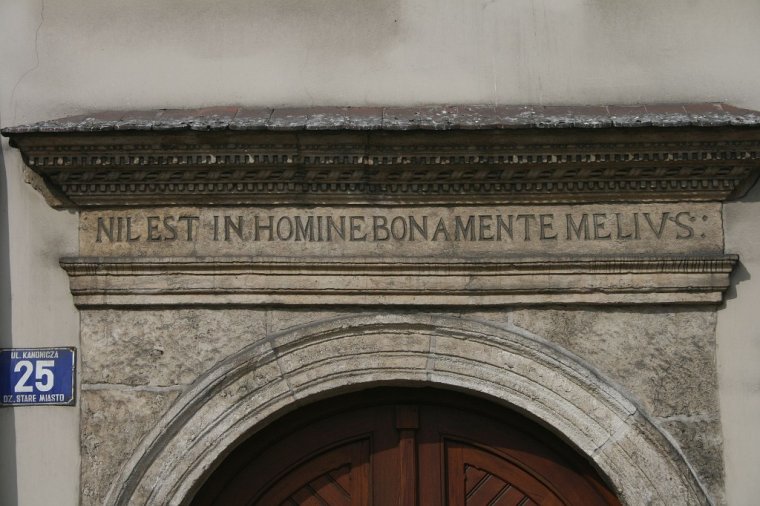 NIL EST IN HOMINE BONA MENTE MELIVS:
UL. KANONICZA
25
DZ. STARE MIASTO